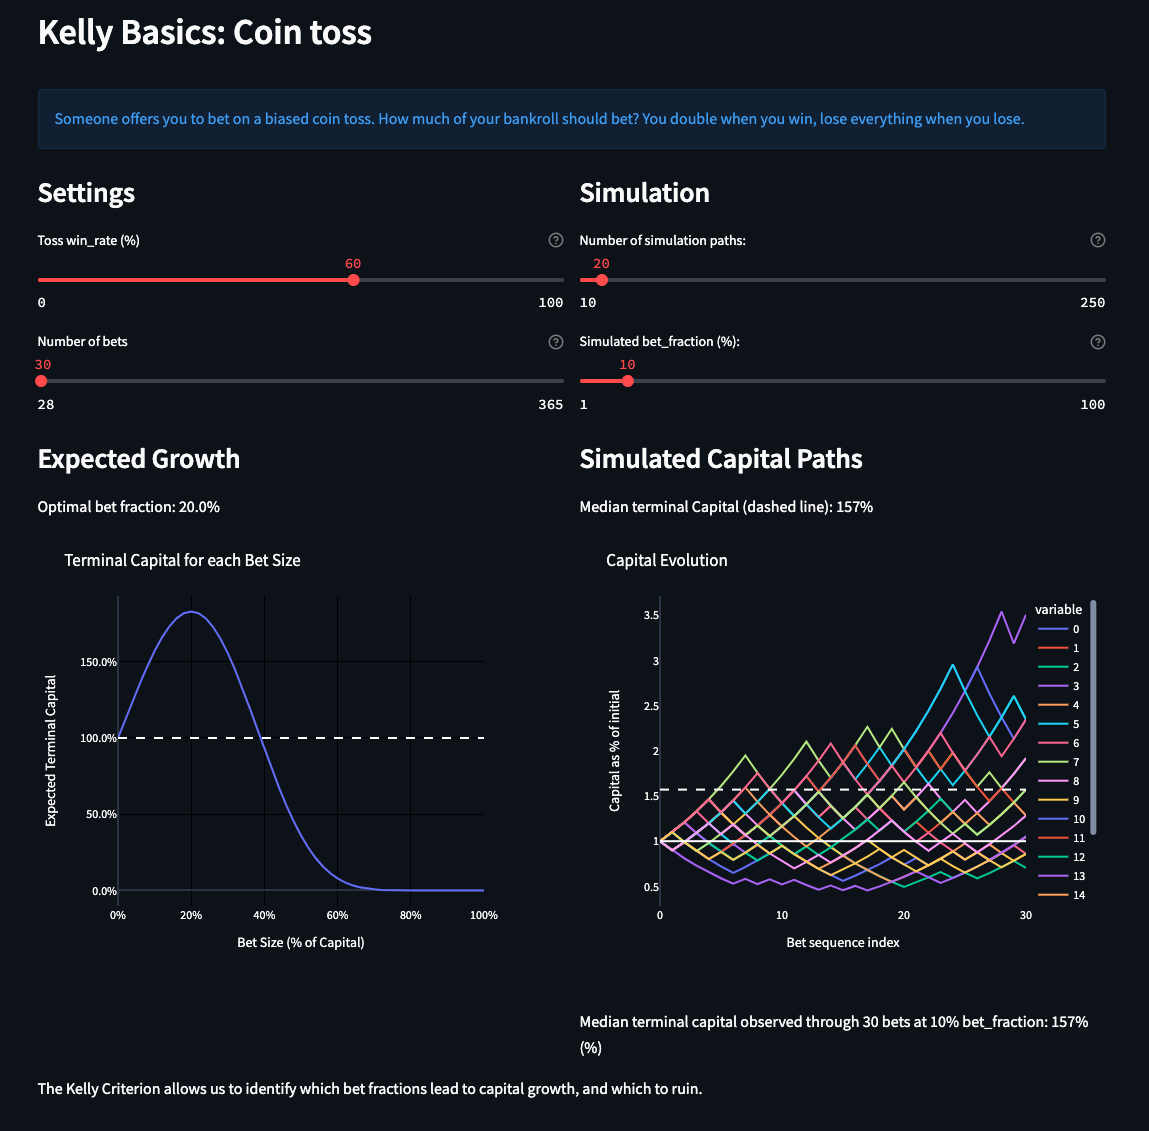 Kelly Basics: Coin toss
Someone offers you to bet on a biased coin toss. How much of your bankroll should bet? You double when you win, lose everything when you lose.
Settings
Toss win_rate (%)
60
0 100
Number of bets
30
28 365
Simulation
Number of simulation paths:
20
10 250
Simulated bet_fraction (%):
10
1 100
Expected Growth
Optimal bet fraction: 20.0%
Terminal Capital for each Bet Size
Expected Terminal Capital
150.0%
100.0%
50.0%
0.0%
0% 20% 40% 60% 80% 100%
Bet Size (% of Capital)
Simulated Capital Paths
Median terminal Capital (dashed line): 157%
Capital Evolution
Capital as % of initial
3.5
3
2.5
2
1.5
1
0.5
0 10 20 30
Bet sequence index
variable
0
1
2
3
4
5
6
7
8
9
10
11
12
13
14
Median terminal capital observed through 30 bets at 10% bet_fraction: 157%
(%)
The Kelly Criterion allows us to identify which bet fractions lead to capital growth, and which to ruin.